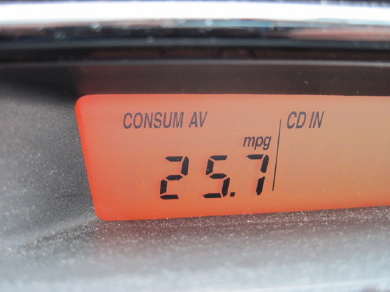 CONSUM AV
CD IN
mpg
25.7